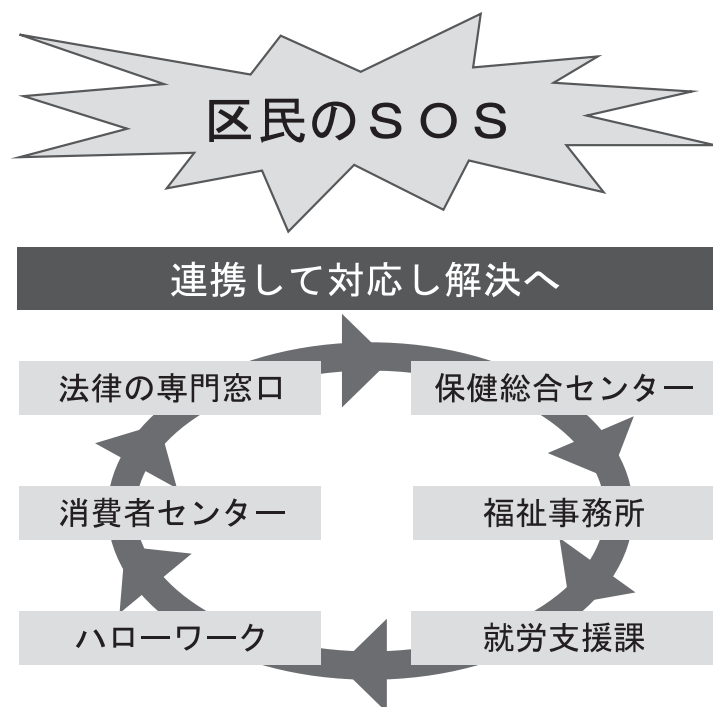 区民のＳＯＳ
連携して対応し解決へ
法律の専門窓口
保健総合センター
消費者センター
福祉事務所
ハローワーク
就労支援課